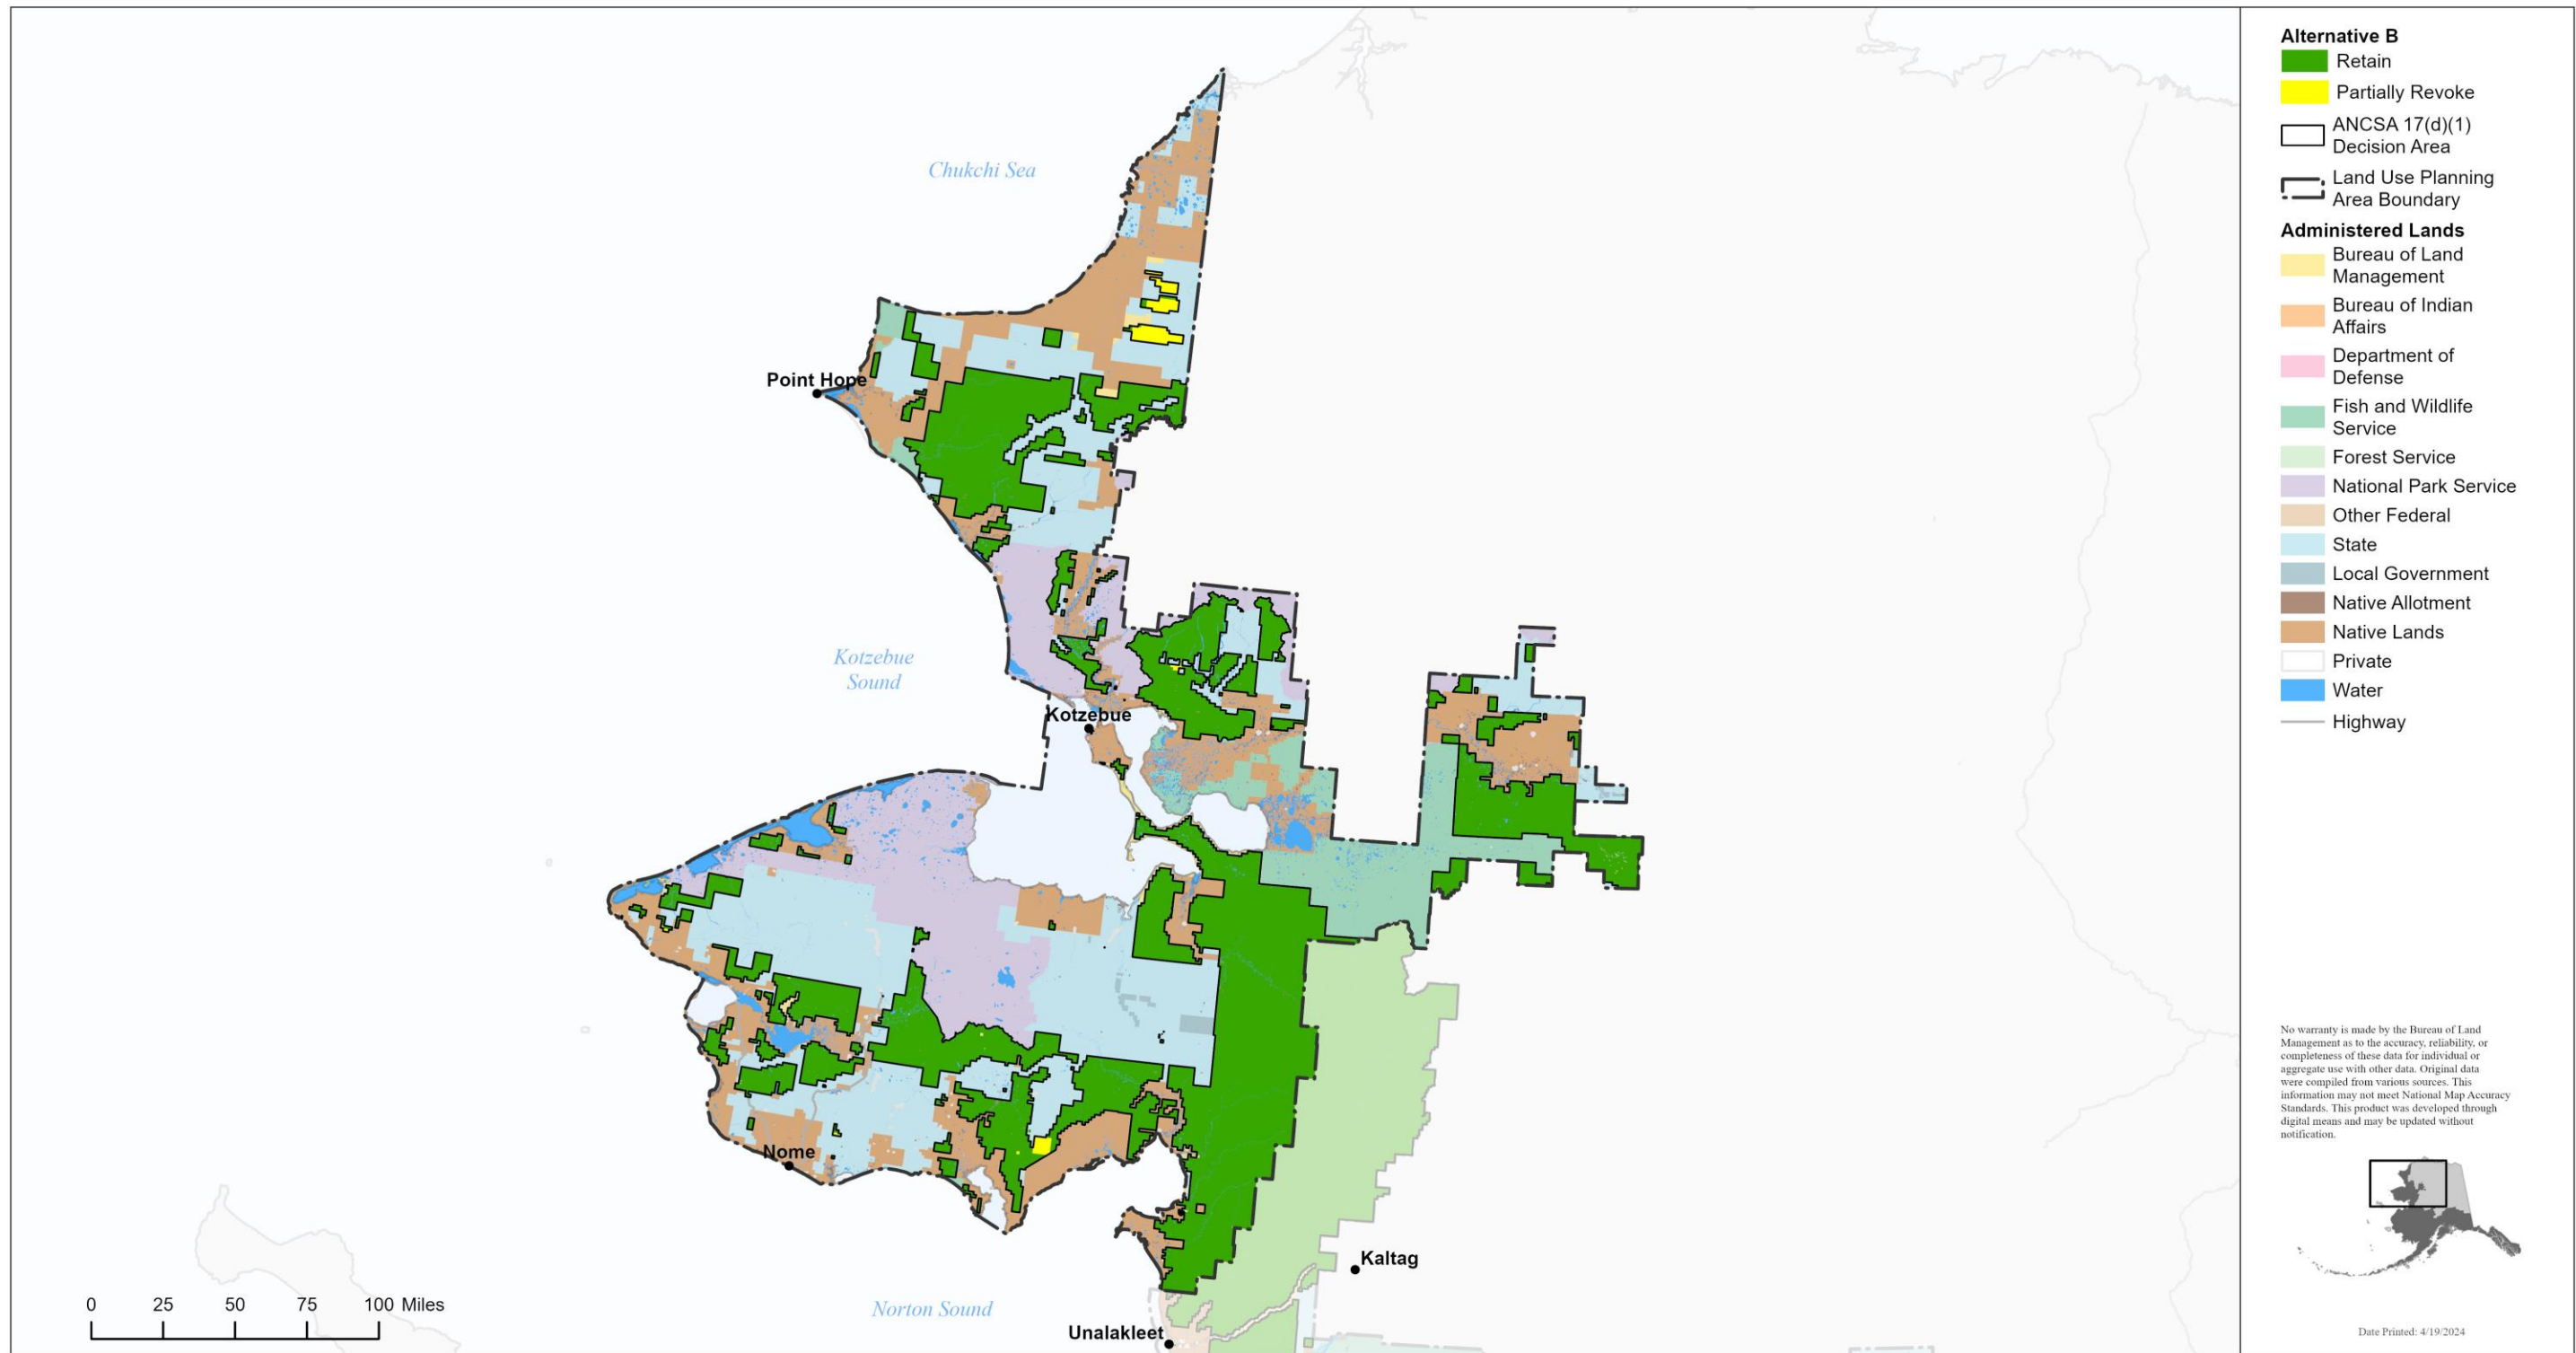 Chukchi Sea
Point Hope
Kotzebue
Sound
Kotzebue
Nome
Kaltag
Norton Sound
Unalakleet
0 25 50 75 100 Miles
Alternative B
Retain
Partially Revoke
ANCSA 17(d)(1)
Decision Area
Land Use Planning
Area Boundary
Administered Lands
Bureau of Land
Management
Bureau of Indian
Affairs
Department of
Defense
Fish and Wildlife
Service
Forest Service
National Park Service
Other Federal
State
Local Government
Native Allotment
Native Lands
Private
Water
Highway
No warranty is made by the Bureau of Land
Management as to the accuracy, reliability, or
completeness of these data for individual or
aggregate use with other data. Original data
were compiled from various sources. This
information may not meet National Map Accuracy
Standards. This product was developed through
digital means and may be updated without
notification.
Date Printed: 4/19/2024